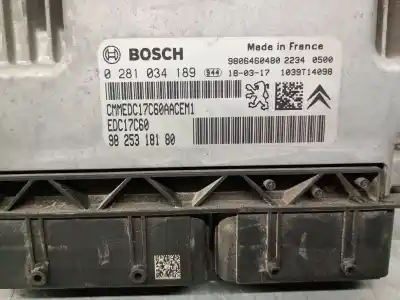 BOSCH
Made in France
0 281 034 189 S44 18-03-17
9806460480 2234 0500
1039T14098
CMMEDC17C60AACEM1
EDC17C60
98 253 181 80